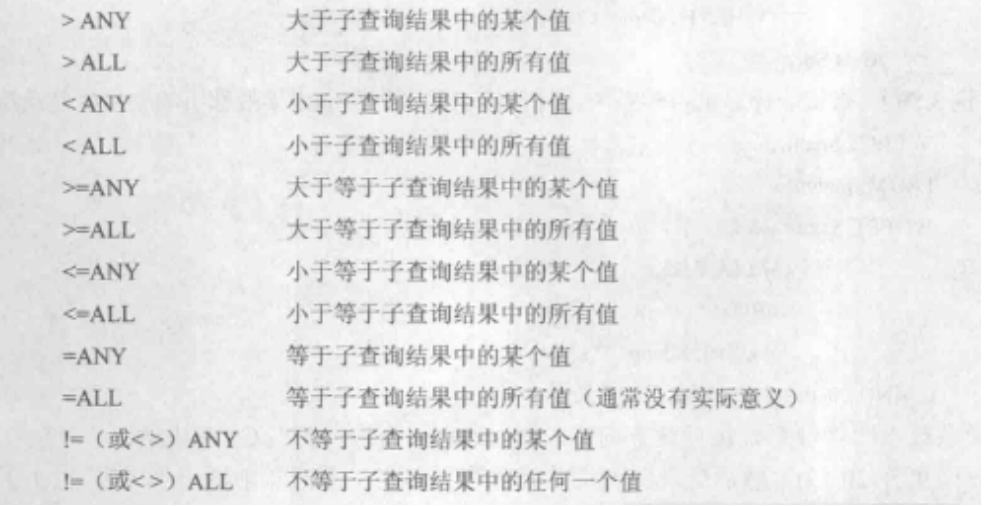 > ANY 大于子查询结果中的某个值
> ALL 大于子查询结果中的所有值
< ANY 小于子查询结果中的某个值
< ALL 小于子查询结果中的所有值
>=ANY 大于等于子查询结果中的某个值
>=ALL 大于等于子查询结果中的所有值
<=ANY 小于等于子查询结果中的某个值
<=ALL 小于等于子查询结果中的所有值
=ANY 等于子查询结果中的某个值
=ALL 等于子查询结果中的所有值（通常没有实际意义）
!=（或<>）ANY 不等于子查询结果中的某个值
!=（或<>）ALL 不等于子查询结果中的任何一个值